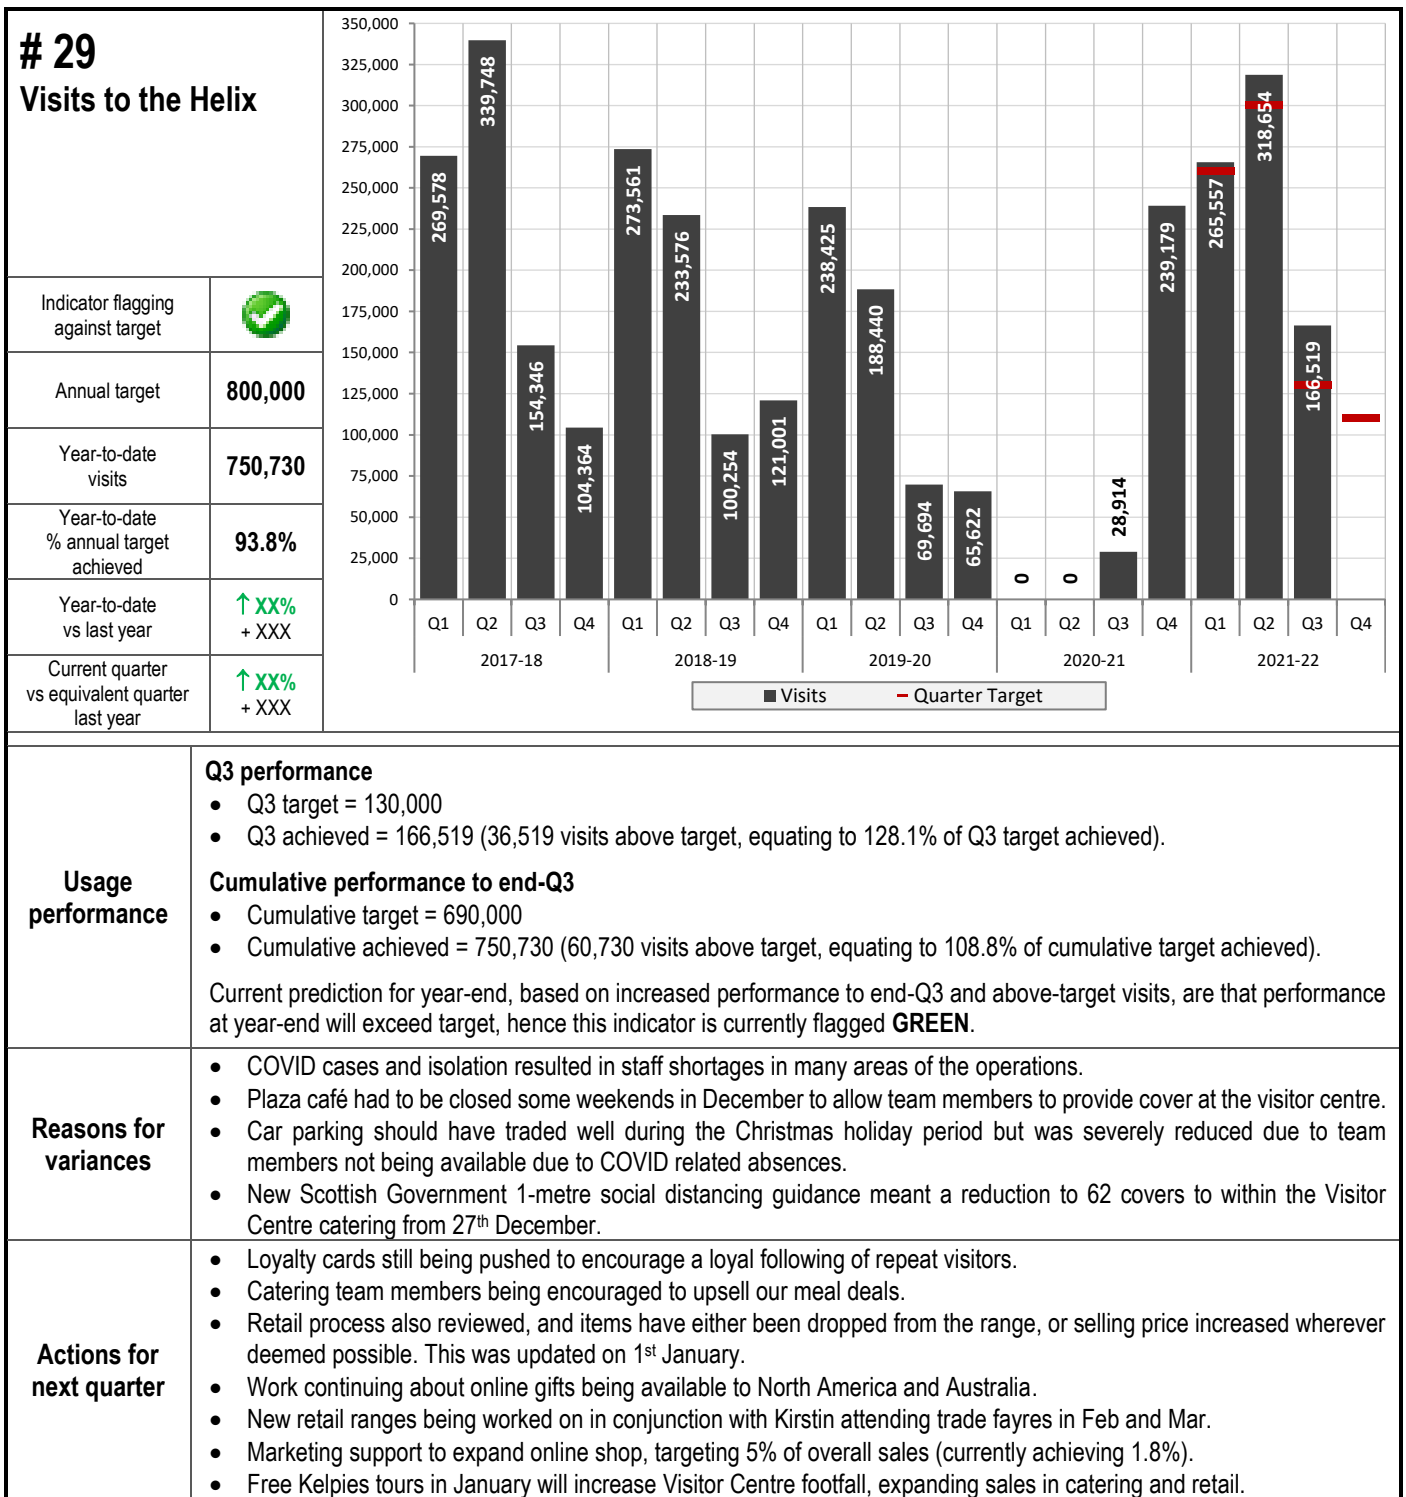 # 29
Visits to the Helix
Indicator flagging
against target
Annual target
800,000
Year-to-date
visits
750,730
Year-to-date
% annual target
achieved
93.8%
Year-to-date
vs last year
↑ XX%
+ XXX
Current quarter
vs equivalent quarter
last year
↑ XX%
+ XXX
350,000
325,000
300,000
275,000
250,000
225,000
200,000
175,000
150,000
125,000
100,000
75,000
50,000
25,000
0
269,578
339,748
154,346
104,364
273,561
233,576
100,254
121,001
238,425
188,440
69,694
65,622
0
0
28,914
239,179
265,557
318,654
166,519
Q1 Q2 Q3 Q4 Q1 Q2 Q3 Q4 Q1 Q2 Q3 Q4 Q1 Q2 Q3 Q4 Q1 Q2 Q3 Q4
2017-18 2018-19 2019-20 2020-21 2021-22
Visits Quarter Target
Usage
performance
Q3 performance
• Q3 target = 130,000
• Q3 achieved = 166,519 (36,519 visits above target, equating to 128.1% of Q3 target achieved).
Cumulative performance to end-Q3
• Cumulative target = 690,000
• Cumulative achieved = 750,730 (60,730 visits above target, equating to 108.8% of cumulative target achieved).
Current prediction for year-end, based on increased performance to end-Q3 and above-target visits, are that performance
at year-end will exceed target, hence this indicator is currently flagged GREEN.
Reasons for
variances
• COVID cases and isolation resulted in staff shortages in many areas of the operations.
• Plaza café had to be closed some weekends in December to allow team members to provide cover at the visitor centre.
• Car parking should have traded well during the Christmas holiday period but was severely reduced due to team
members not being available due to COVID related absences.
• New Scottish Government 1-metre social distancing guidance meant a reduction to 62 covers to within the Visitor
Centre catering from 27th December.
Actions for
next quarter
• Loyalty cards still being pushed to encourage a loyal following of repeat visitors.
• Catering team members being encouraged to upsell our meal deals.
• Retail process also reviewed, and items have either been dropped from the range, or selling price increased wherever
deemed possible. This was updated on 1st January.
• Work continuing about online gifts being available to North America and Australia.
• New retail ranges being worked on in conjunction with Kirstin attending trade fayres in Feb and Mar.
• Marketing support to expand online shop, targeting 5% of overall sales (currently achieving 1.8%).
• Free Kelpies tours in January will increase Visitor Centre footfall, expanding sales in catering and retail.